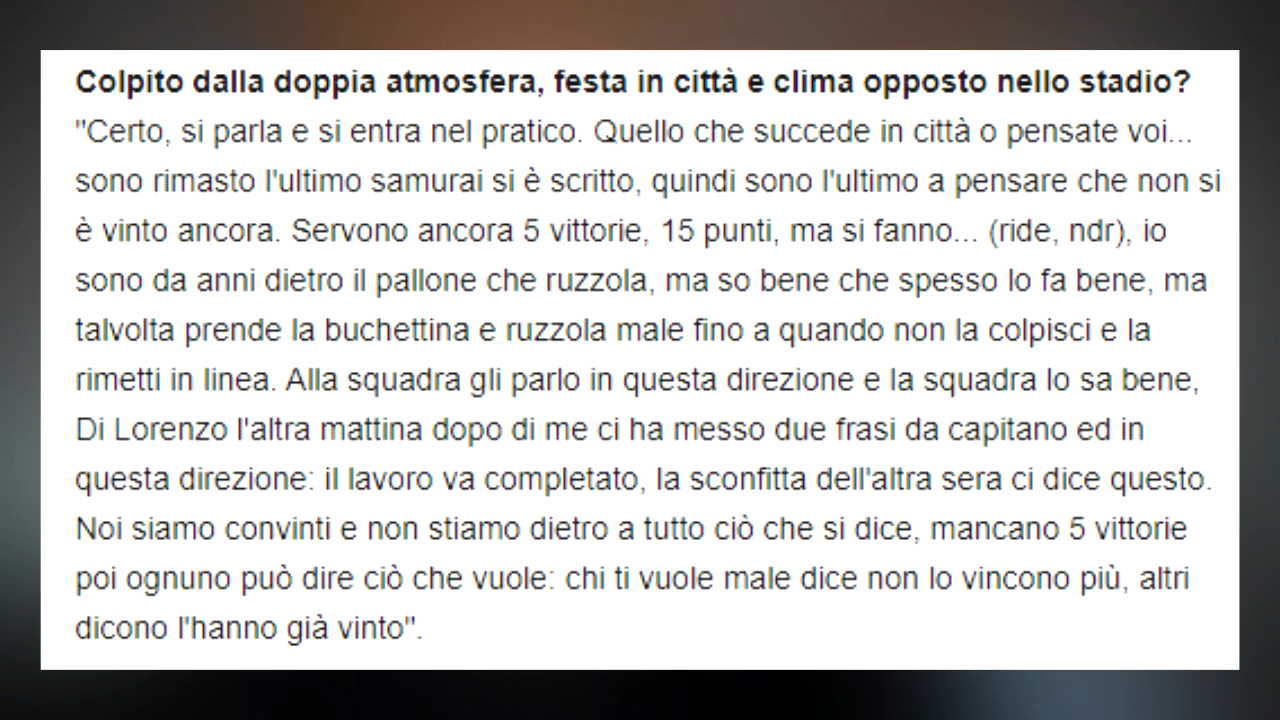 Colpito dalla doppia atmosfera, festa in città e clima opposto nello stadio?
"Certo, si parla e si entra nel pratico. Quello che succede in città o pensate voi...
sono rimasto l'ultimo samurai si è scritto, quindi sono l'ultimo a pensare che non si
è vinto ancora. Servono ancora 5 vittorie, 15 punti, ma si fanno... (ride, ndr), io
sono da anni dietro il pallone che ruzzola, ma so bene che spesso lo fa bene, ma
talvolta prende la buchettina e ruzzola male fino a quando non la colpisci e la
rimetti in linea. Alla squadra gli parlo in questa direzione e la squadra lo sa bene,
Di Lorenzo l'altra mattina dopo di me ci ha messo due frasi da capitano ed in
questa direzione: il lavoro va completato, la sconfitta dell'altra sera ci dice questo.
Noi siamo convinti e non stiamo dietro a tutto ciò che si dice, mancano 5 vittorie
poi ognuno può dire ciò che vuole: chi ti vuole male dice non lo vincono più, altri
dicono l'hanno già vinto".